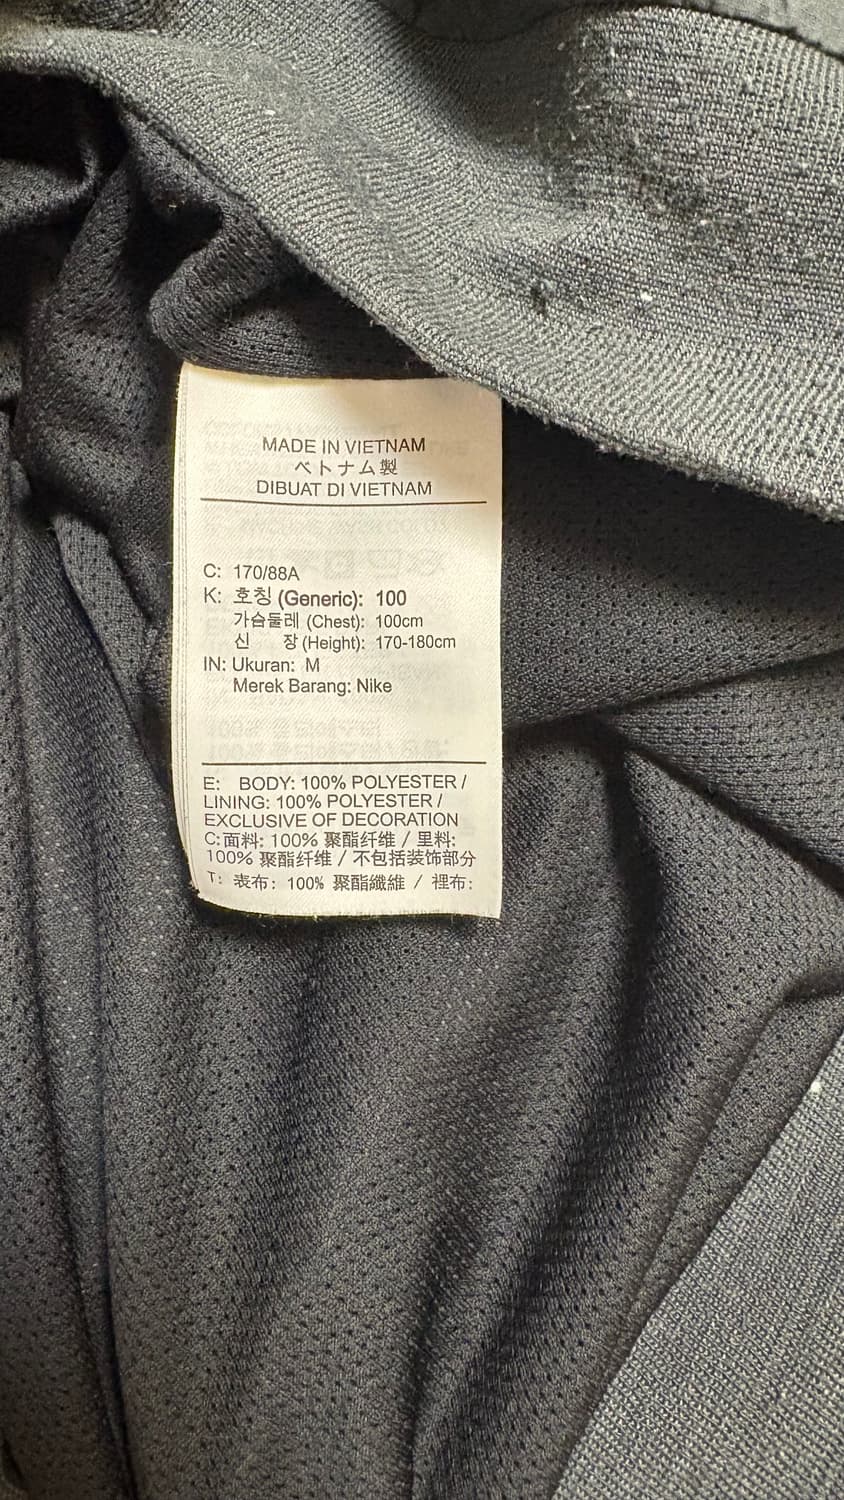 MADE IN VIETNAM
ベトナム製
DIBUAT DI VIETNAM
C: 170/88A
K: 호칭 (Generic): 100
가슴둘레 (Chest): 100cm
신 장 (Height): 170-180cm
IN: Ukuran: M
Merek Barang: Nike
E: BODY: 100% POLYESTER /
LINING: 100% POLYESTER /
EXCLUSIVE OF DECORATION
C:面料: 100% 聚酯纤维 / 里料:
100% 聚酯纤维 / 不包括装饰部分
T: 表布: 100% 聚酯纖維 / 裡布: